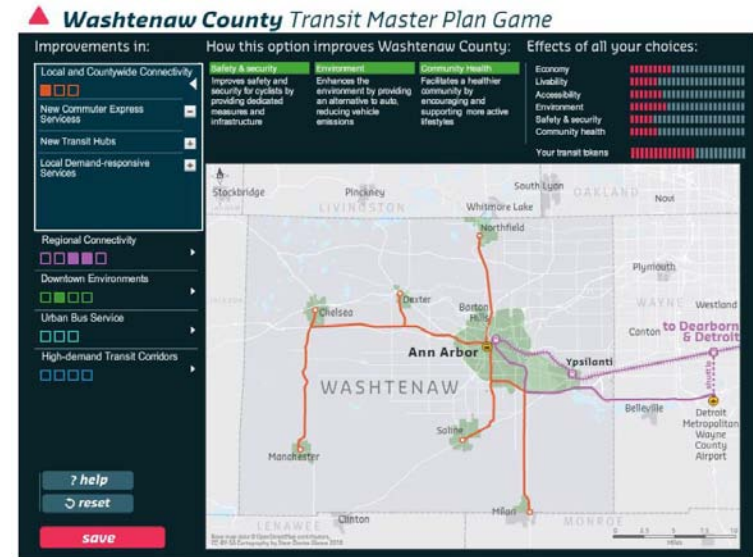 Washtenaw County Transit Master Plan Game
Improvements in:
Local and Countywide Connectivity
New Commuter Express
Servicess
New Transit Hubs
Local Demand-responsive
Services
Regional Connectivity
Downtown Environments
Urban Bus Service
High-demand Transit Corridors
? help
reset
save
How this option improves Washtenaw County:
Safety & security
Improves safety and
security for cyclists by
providing dedicated
measures and
infrastructure
Environment
Enhances the
environment by providing
an alternative to auto,
reducing vehicle
emissions
Community Health
Facilitates a healthier
community by
encouraging and
supporting more active
lifestyles
Effects of all your choices:
Economy
Livability
Accessibility
Environment
Safety & security
Community health
Your transit tokens
Stockbridge
Pinckney
LIVINGSTON
South Lyon
OAKLAND
Novi
Whitmore Lake
Northfield
Plymouth
WAYNE
Westland
Dexter
Chelsea
Barton
Hills
Canton
to Dearborn
& Detroit
Ann Arbor
Ypsilanti
shuttle
WASHTENAW
Belleville
Detroit
Metropolitan
Wayne
County
Airport
Saline
Manchester
Milan
Clinton
LENAWEE
MONROE